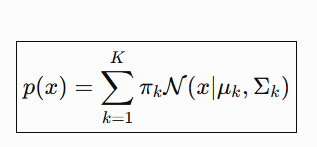 p(x) = \sum_{k=1}^{K} \pi_k \mathcal{N}(x|\mu_k, \Sigma_k)